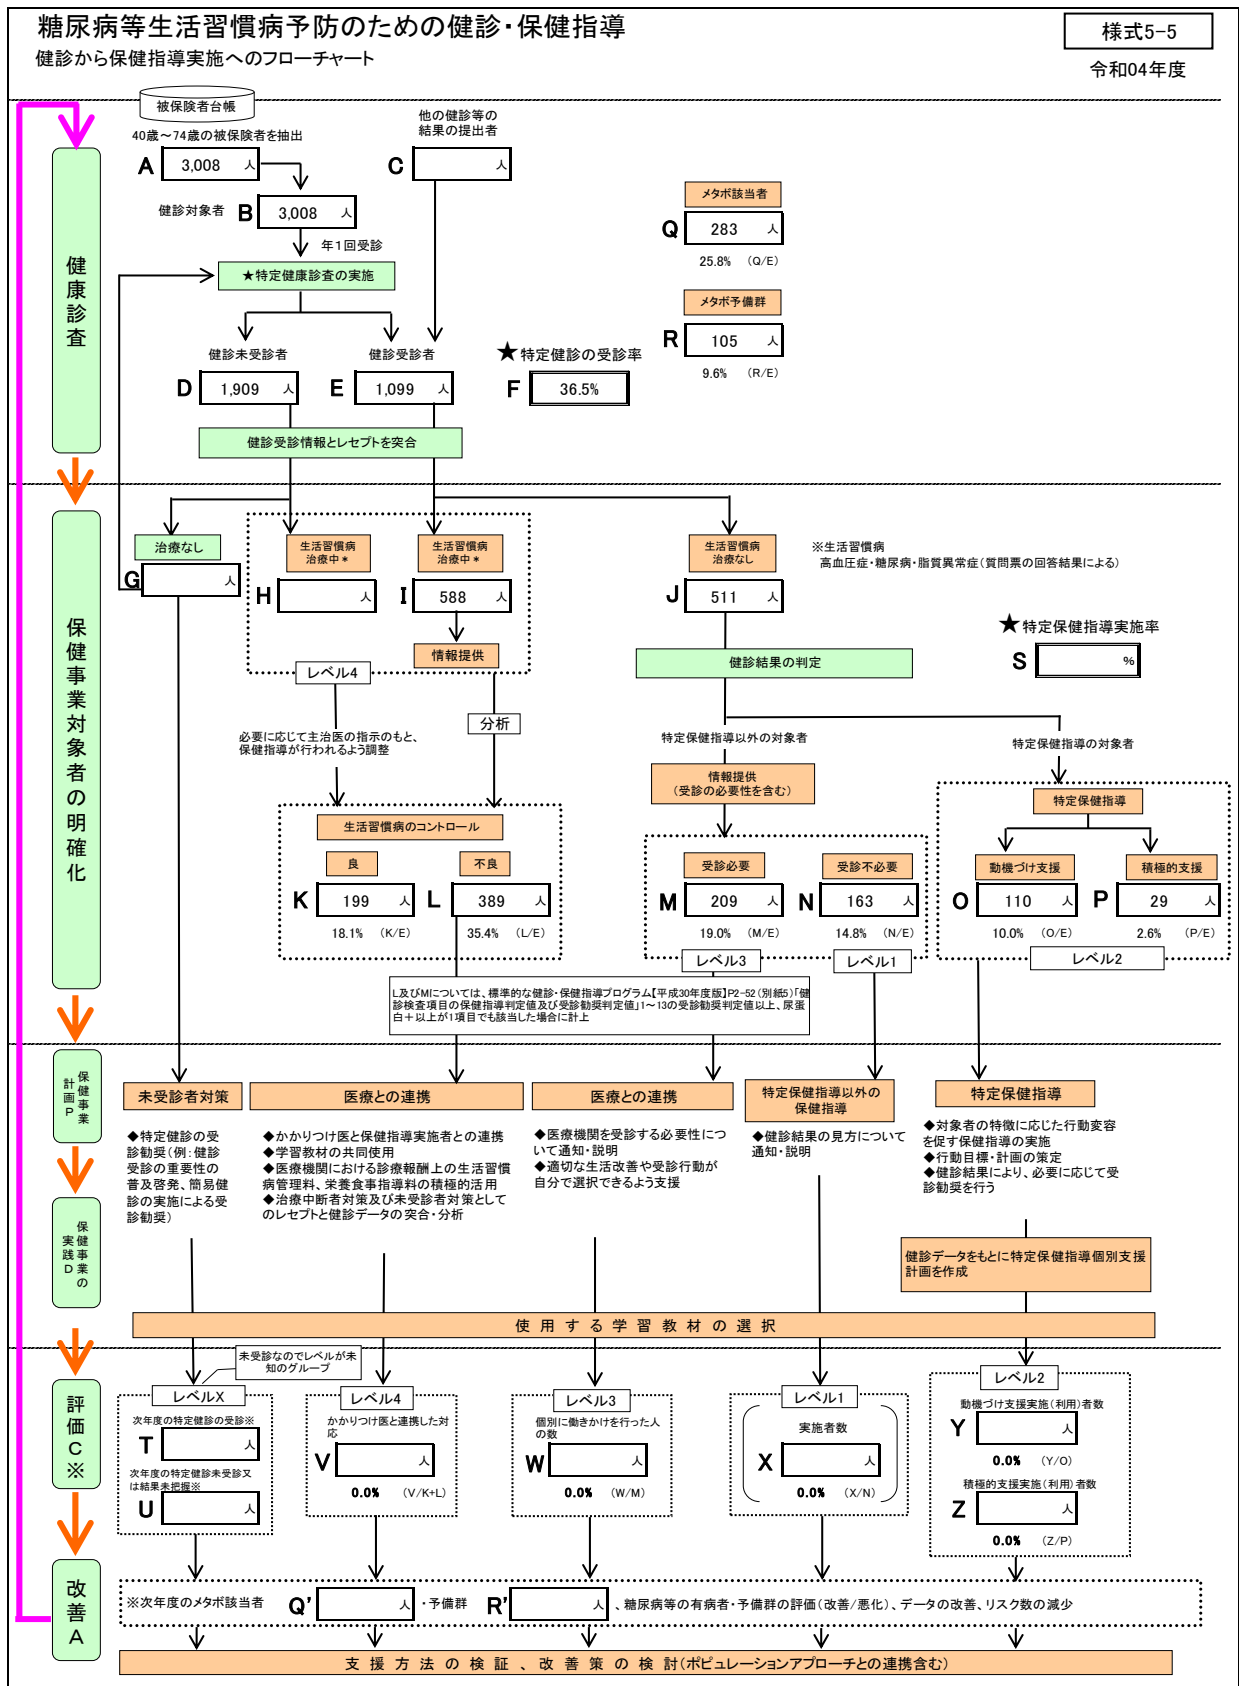 糖尿病等生活習慣病予防のための健診・保健指導
様式5-5
健診から保健指導実施へのフローチャート
令和04年度
被保険者台帳
40歳～74歳の被保険者を抽出
他の健診等の
結果の提出者
A 3,008 人
C 人
健診対象者 B 3,008 人
年1回受診
★特定健康診査の実施
メタボ該当者
Q 283 人
25.8% (Q/E)
メタボ予備群
R 105 人
9.6% (R/E)
健康診査
健診未受診者
健診受診者
★特定健診の受診率
D 1,909 人
E 1,099 人
F 36.5%
健診受診情報とレセプトを突合
保健事業対象者の明確化
治療なし
G 人
生活習慣病
治療中＊
H 人
生活習慣病
治療中＊
I 588 人
情報提供
レベル4
生活習慣病
治療なし
J 511 人
※生活習慣病
高血圧症・糖尿病・脂質異常症(質問票の回答結果による)
★特定保健指導実施率
S %
健診結果の判定
必要に応じて主治医の指示のもと、
保健指導が行われるよう調整
分析
特定保健指導以外の対象者
特定保健指導の対象者
情報提供
(受診の必要性を含む)
特定保健指導
生活習慣病のコントロール
良
不良
K 199 人
L 389 人
18.1% (K/E)
35.4% (L/E)
受診必要
受診不必要
M 209 人
N 163 人
19.0% (M/E)
14.8% (N/E)
レベル3
レベル1
動機づけ支援
積極的支援
O 110 人
P 29 人
10.0% (O/E)
2.6% (P/E)
レベル2
L及びMについては、標準的な健診・保健指導プログラム【平成30年度版】P2-52(別紙5)「健
診検査項目の保健指導判定値及び受診勧奨判定値」1～13の受診勧奨判定値以上、尿蛋
白＋以上が1項目でも該当した場合に計上
保健事業
計画P
未受診者対策
医療との連携
医療との連携
特定保健指導以外の
保健指導
特定保健指導
◆特定健診の受
診勧奨(例:健診
受診の重要性の
普及啓発、簡易健
診の実施による受
診勧奨)
◆かかりつけ医と保健指導実施者との連携
◆学習教材の共同使用
◆医療機関における診療報酬上の生活習慣
病管理料、栄養食事指導料の積極的活用
◆治療中断者対策及び未受診者対策として
のレセプトと健診データの突合・分析
◆医療機関を受診する必要性につ
いて通知・説明
◆適切な生活改善や受診行動が
自分で選択できるよう支援
◆健診結果の見方について
通知・説明
◆対象者の特徴に応じた行動変容
を促す保健指導の実施
◆行動目標・計画の策定
◆健診結果により、必要に応じて受
診勧奨を行う
保健事業の
実践D
健診データをもとに特定保健指導個別支援
計画を作成
使用する学習教材の選択
評価C※
未受診なのでレベルが未
知のグループ
レベルX
次年度の特定健診の受診※
T 人
次年度の特定健診未受診又
は結果未把握※
U 人
レベル4
かかりつけ医と連携した対
応
V 人
0.0% (V/K+L)
レベル3
個別に働きかけを行った人
の数
W 人
0.0% (W/M)
レベル1
実施者数
X 人
0.0% (X/N)
レベル2
動機づけ支援実施(利用)者数
Y 人
0.0% (Y/O)
積極的支援実施(利用)者数
Z 人
0.0% (Z/P)
改善A
※次年度のメタボ該当者 Q' 人 ・予備群 R' 人 、糖尿病等の有病者・予備群の評価(改善/悪化)、データの改善、リスク数の減少
支援方法の検証、改善策の検討(ポピュレーションアプローチとの連携含む)